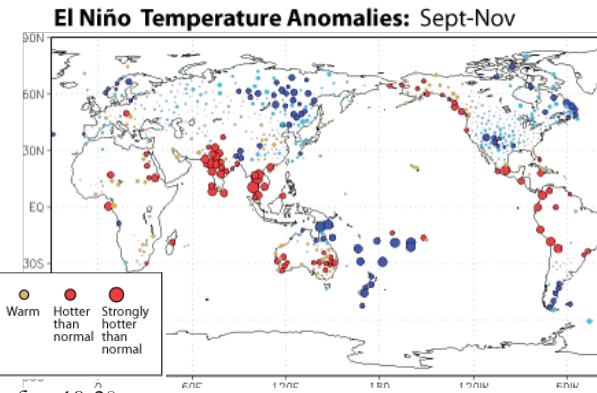 El Niño Temperature Anomalies: Sept-Nov
90N
60N
30N
EQ
30S
Warm
Hotter than normal
Strongly hotter than normal
60E
120E
180
120W
60W